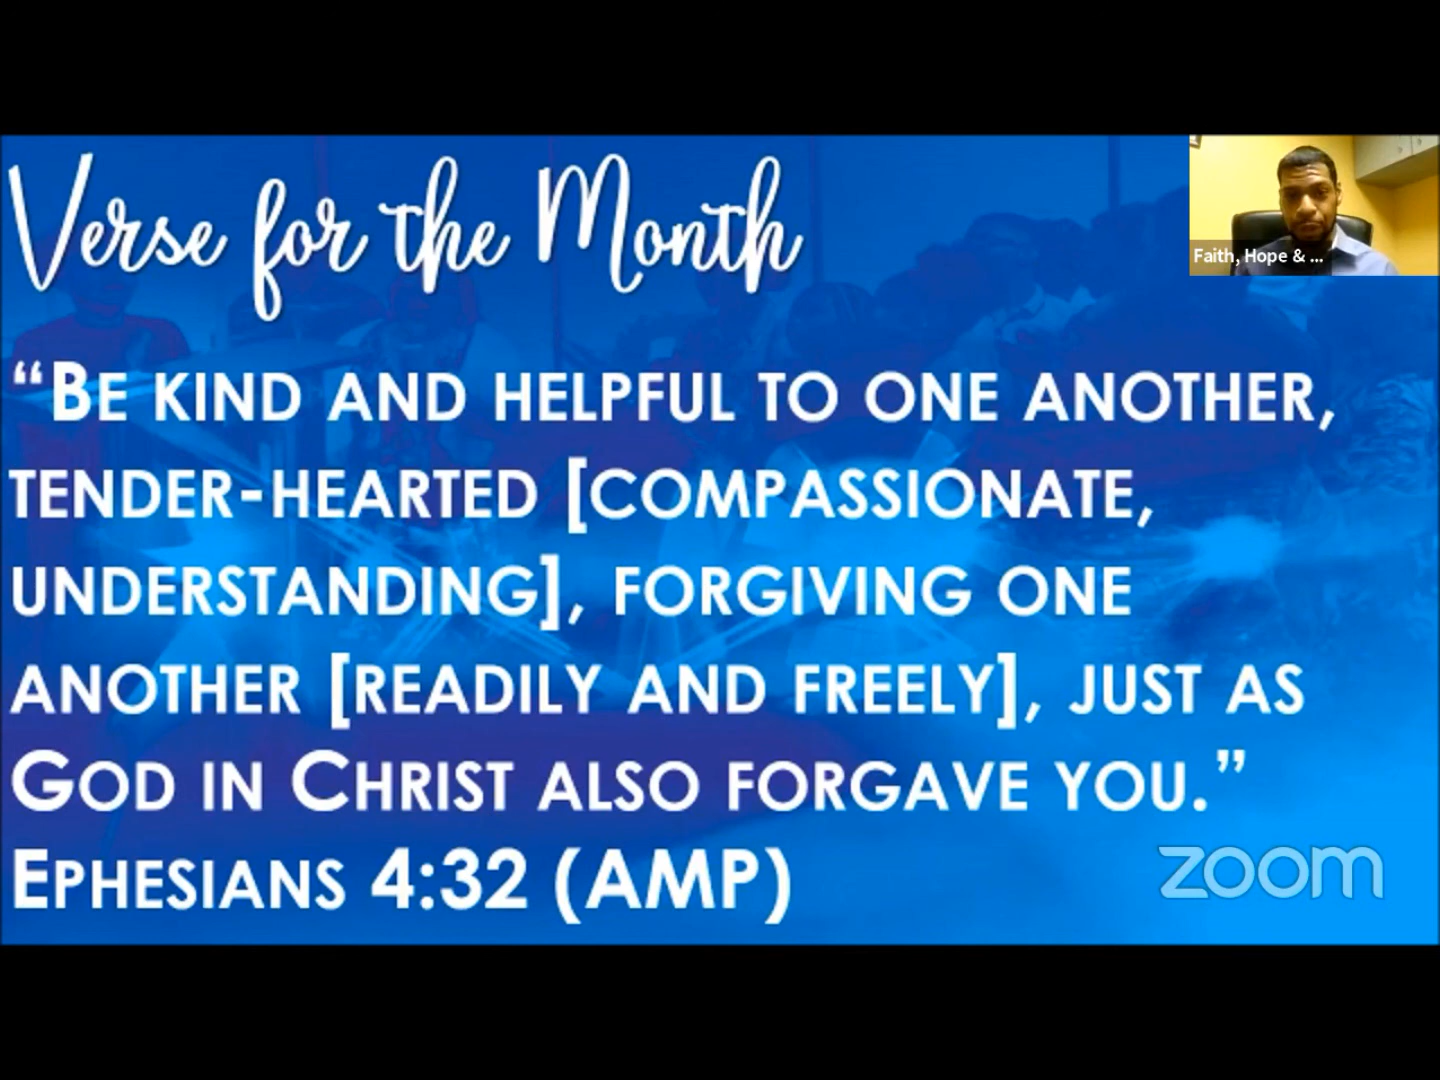 Verse for the Month
Faith, Hope & ...
“BE KIND AND HELPFUL TO ONE ANOTHER,
TENDER-HEARTED [COMPASSIONATE,
UNDERSTANDING], FORGIVING ONE
ANOTHER [READILY AND FREELY], JUST AS
GOD IN CHRIST ALSO FORGAVE YOU.”
EPHESIANS 4:32 (AMP)
zoom